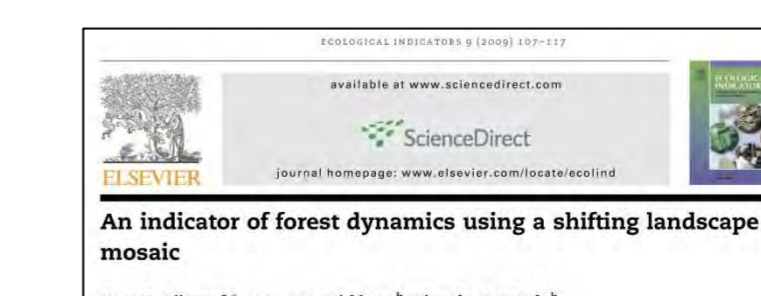 ECOLOGICAL INDICATORS 9 (2009) 107–117
available at www.sciencedirect.com
ScienceDirect
journal homepage: www.elsevier.com/locate/ecolind
ELSEVIER
An indicator of forest dynamics using a shifting landscape
mosaic